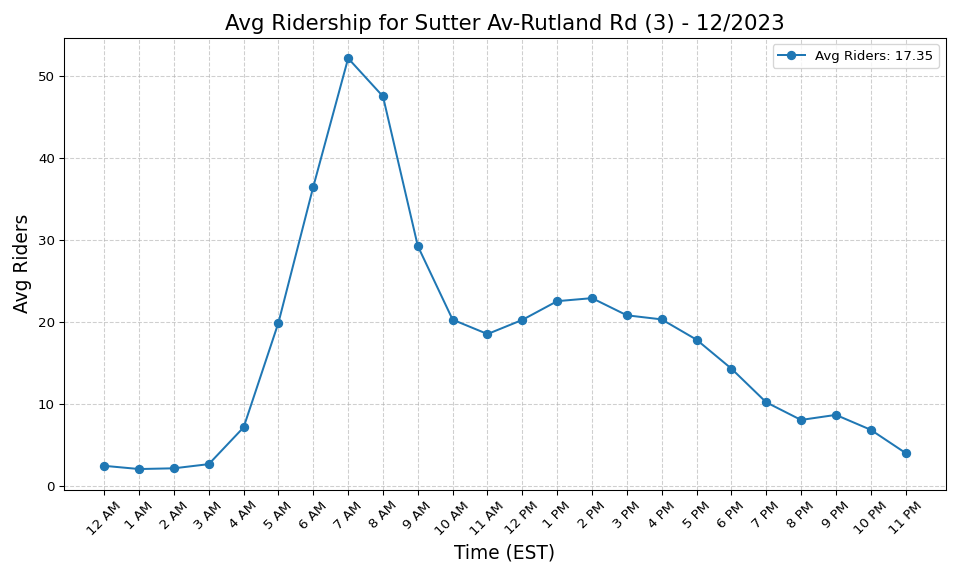 Avg Ridership for Sutter Av-Rutland Rd (3) - 12/2023
Avg Riders: 17.35
Avg Riders
50
40
30
20
10
0
12 AM
1 AM
2 AM
3 AM
4 AM
5 AM
6 AM
7 AM
8 AM
9 AM
10 AM
11 AM
12 PM
1 PM
2 PM
3 PM
4 PM
5 PM
6 PM
7 PM
8 PM
9 PM
10 PM
11 PM
Time (EST)